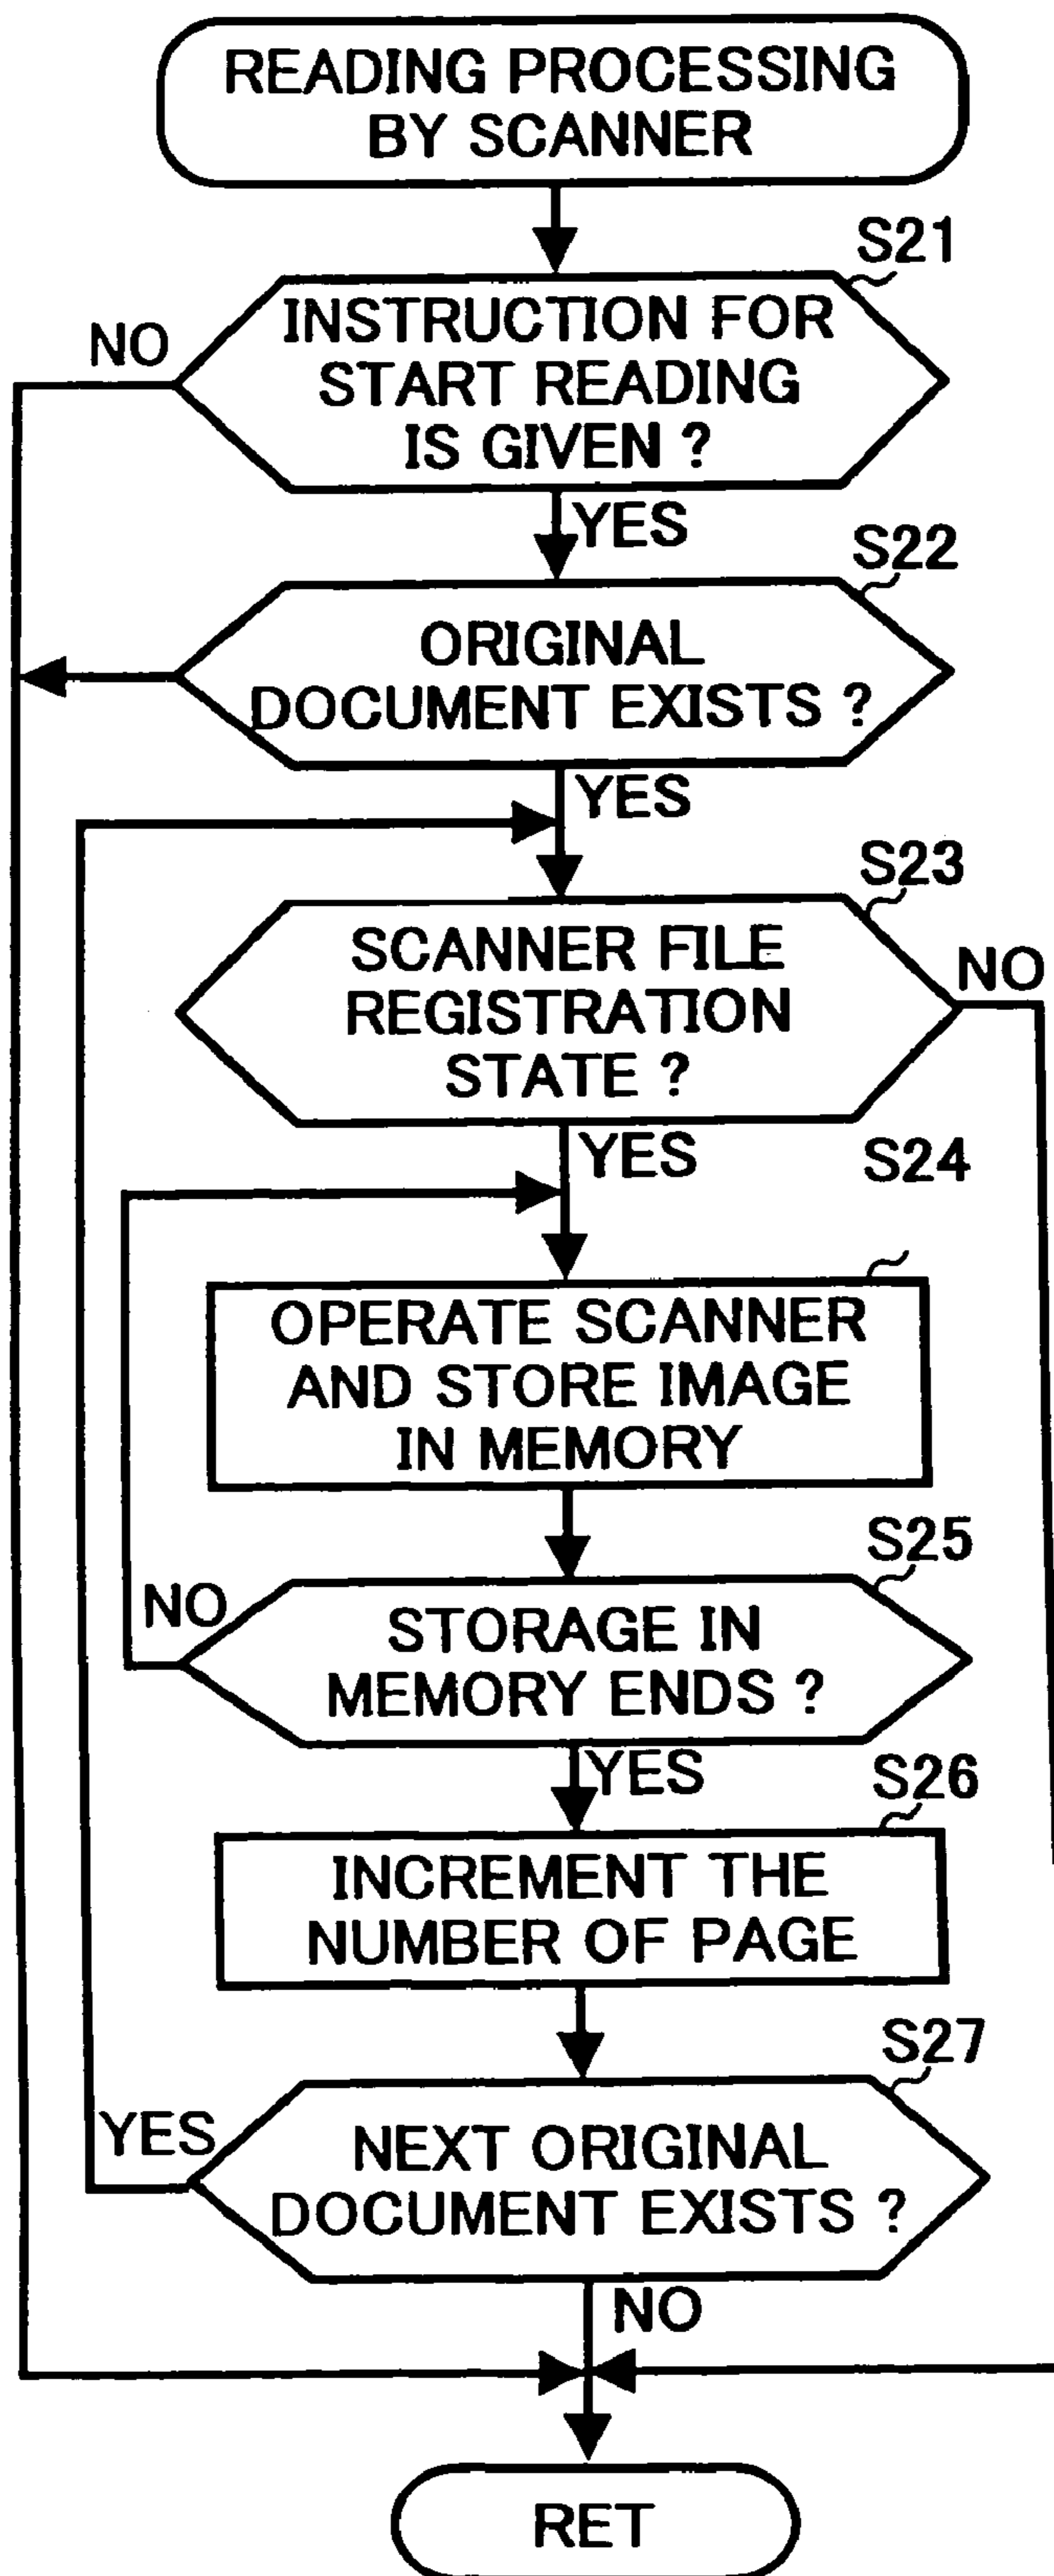 READING PROCESSING
BY SCANNER
S21
NO
INSTRUCTION FOR
START READING
IS GIVEN ?
YES
S22
ORIGINAL
DOCUMENT EXISTS ?
YES
S23
SCANNER FILE
REGISTRATION
STATE ?
NO
YES
S24
OPERATE SCANNER
AND STORE IMAGE
IN MEMORY
S25
NO
STORAGE IN
MEMORY ENDS ?
YES
S26
INCREMENT THE
NUMBER OF PAGE
S27
YES
NEXT ORIGINAL
DOCUMENT EXISTS ?
NO
RET